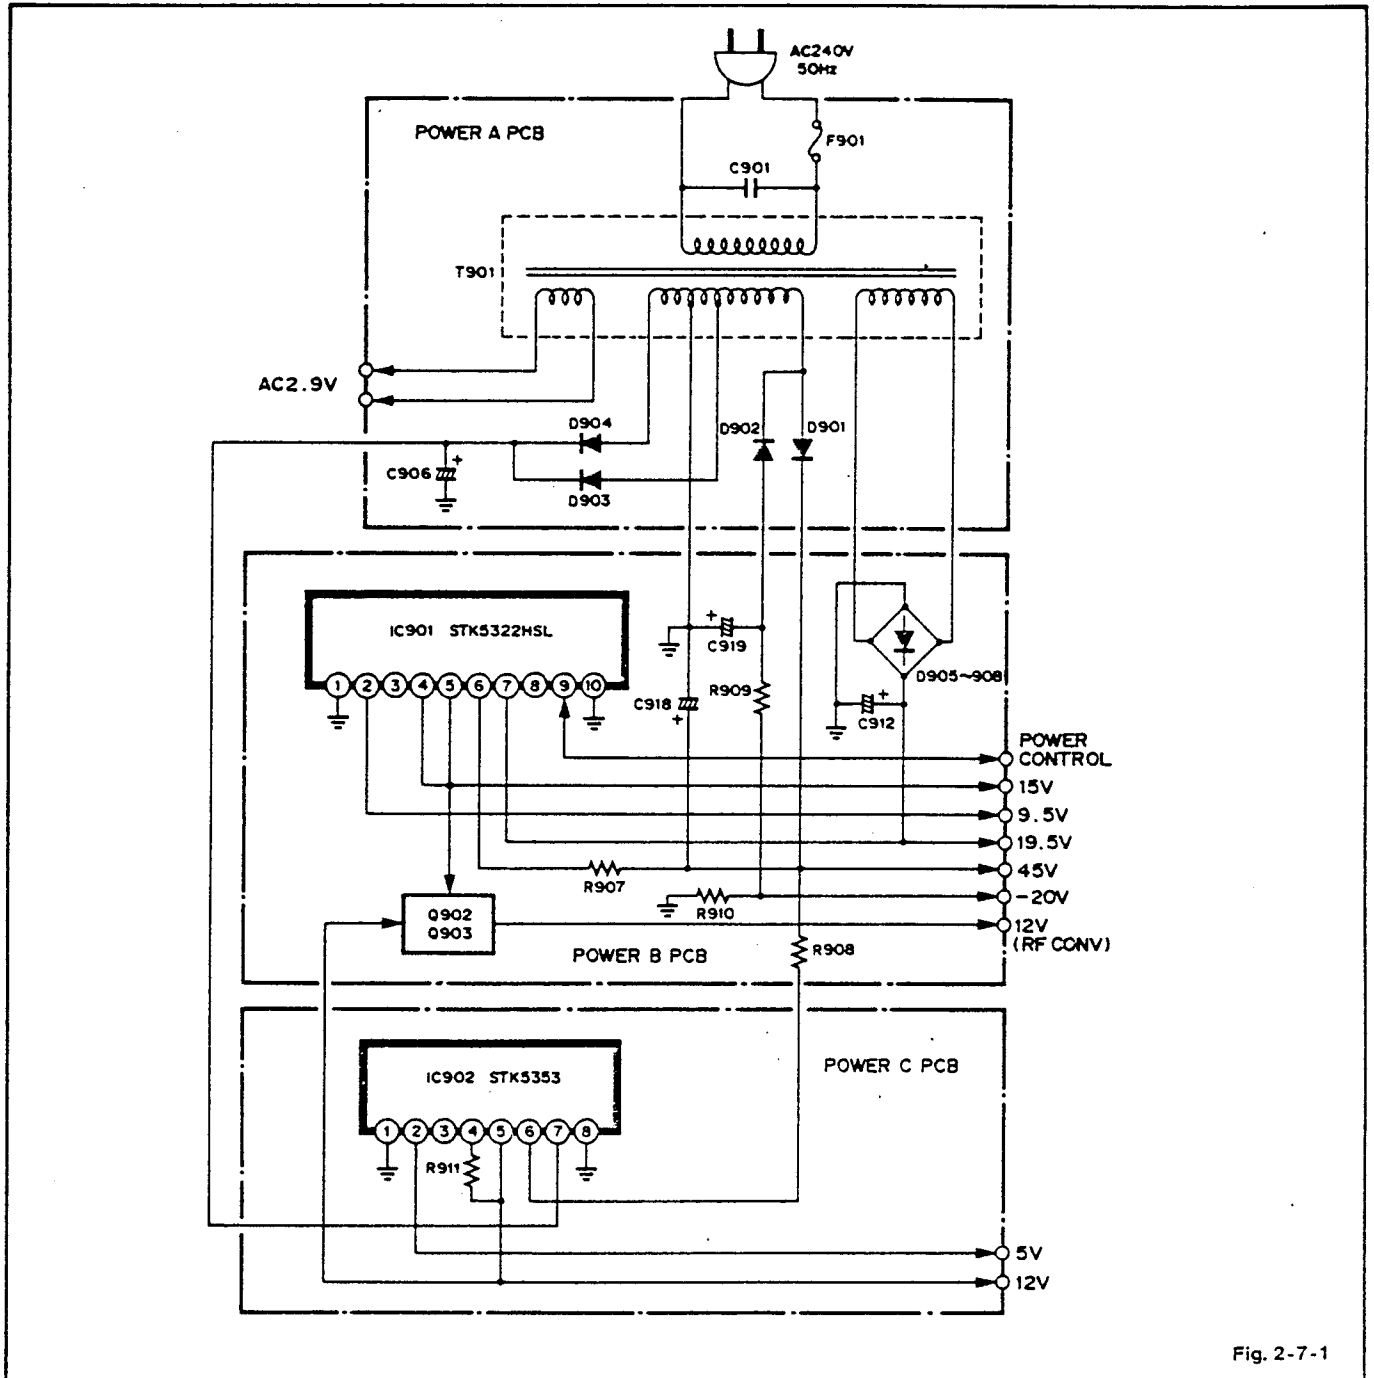 AC240V
50Hz
POWER A PCB
F901
C901
T901
AC2.9V
D904
D902
D901
C906
+
D903
IC901 STK5322HSL
+
C919
D905~908
1 2 3 4 5 6 7 8 9 10
R909
C918
+
+
C912
POWER
CONTROL
15V
9.5V
19.5V
45V
R907
-20V
R910
Q902
Q903
12V
(RF CONV)
R908
POWER B PCB
POWER C PCB
IC902 STK5353
1 2 3 4 5 6 7 8
R911
5V
12V
Fig. 2-7-1